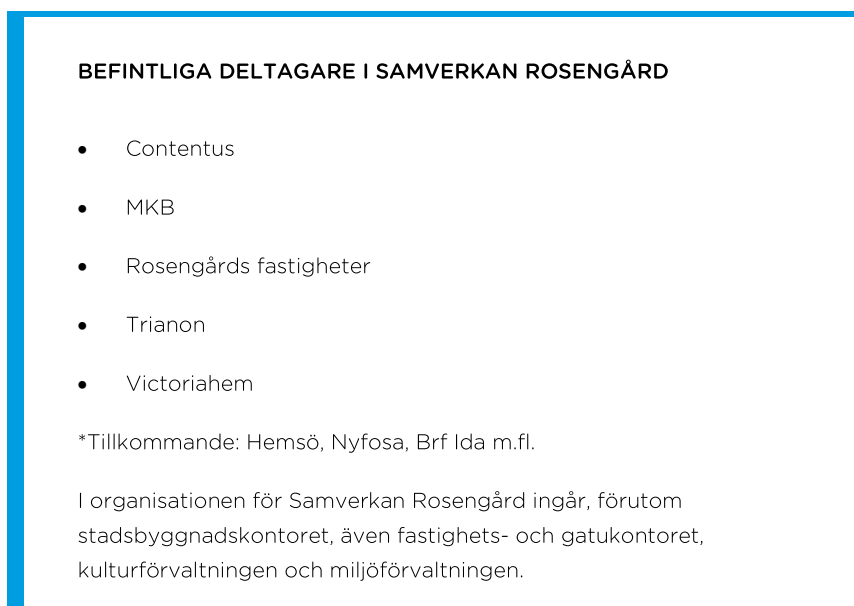 BEFINTLIGA DELTAGARE I SAMVERKAN ROSENGÅRD
• Contentus
• MKB
• Rosengårds fastigheter
• Trianon
• Victoriahem
*Tillkommande: Hemsö, Nyfosa, Brf Ida m.fl.
I organisationen för Samverkan Rosengård ingår, förutom
stadsbyggnadskontoret, även fastighets- och gatukontoret,
kulturförvaltningen och miljöförvaltningen.